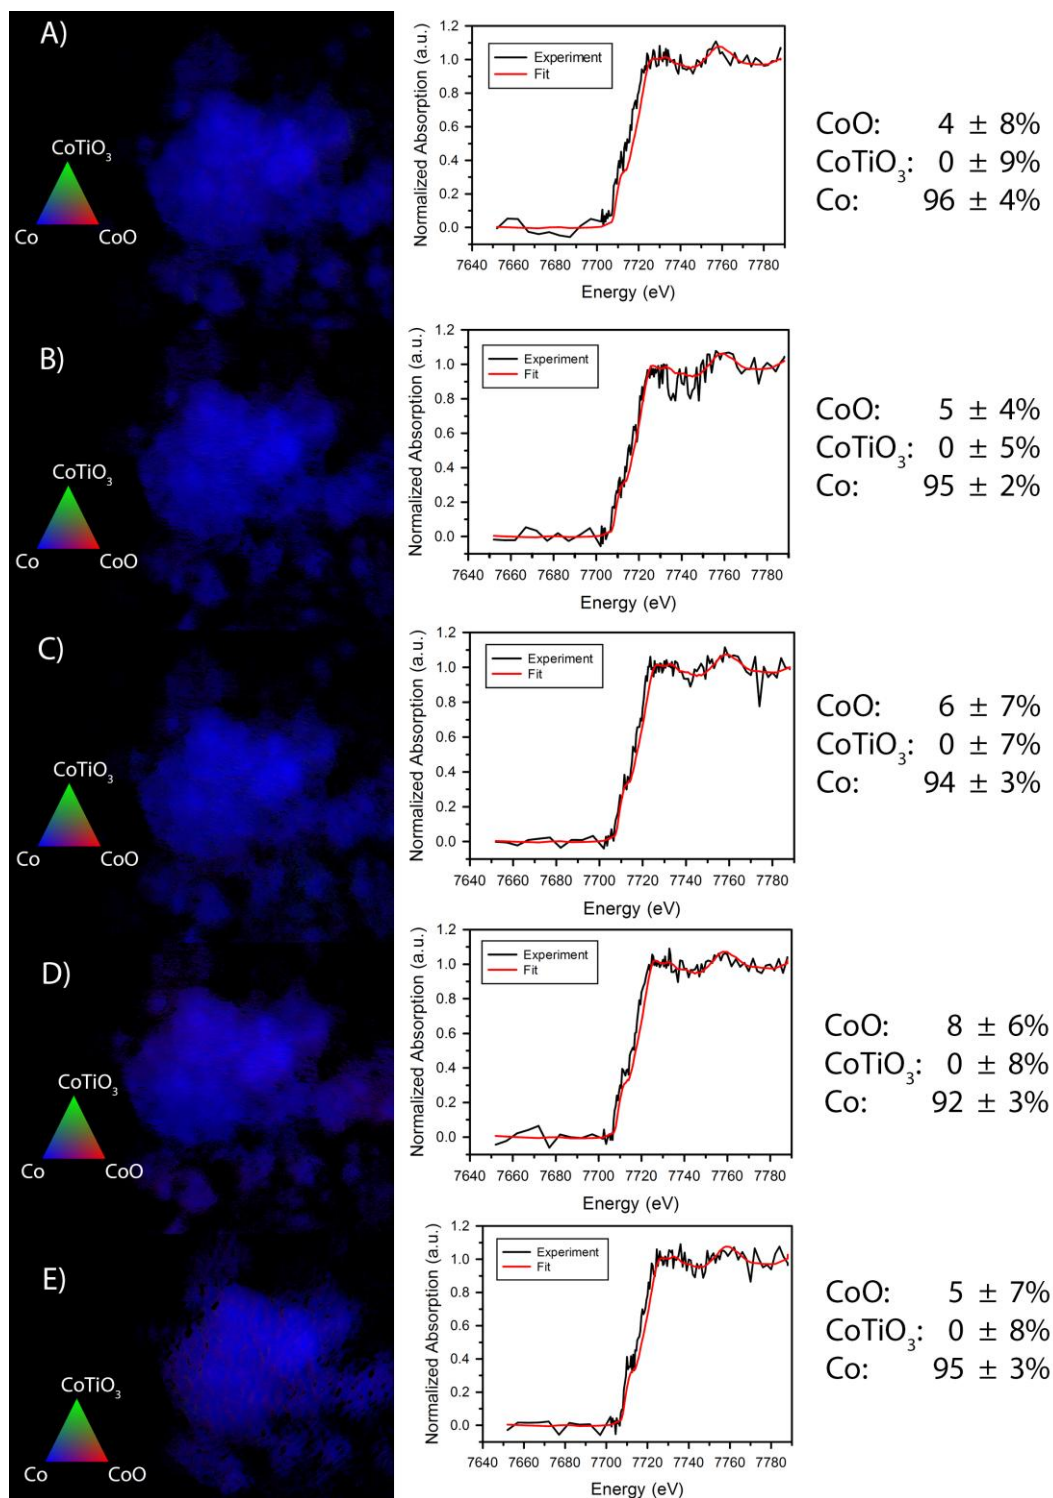 A)
CoTiO₃
Co CoO
Normalized Absorption (a.u.)
1.2
1.0
0.8
0.6
0.4
0.2
0.0
Experiment
Fit
7640 7660 7680 7700 7720 7740 7760 7780
Energy (eV)
CoO: 4 ± 8%
CoTiO₃: 0 ± 9%
Co: 96 ± 4%
B)
CoTiO₃
Co CoO
Normalized Absorption (a.u.)
1.2
1.0
0.8
0.6
0.4
0.2
0.0
Experiment
Fit
7640 7660 7680 7700 7720 7740 7760 7780
Energy (eV)
CoO: 5 ± 4%
CoTiO₃: 0 ± 5%
Co: 95 ± 2%
C)
CoTiO₃
Co CoO
Normalized Absorption (a.u.)
1.2
1.0
0.8
0.6
0.4
0.2
0.0
Experiment
Fit
7640 7660 7680 7700 7720 7740 7760 7780
Energy (eV)
CoO: 6 ± 7%
CoTiO₃: 0 ± 7%
Co: 94 ± 3%
D)
CoTiO₃
Co CoO
Normalized Absorption (a.u.)
1.2
1.0
0.8
0.6
0.4
0.2
0.0
Experiment
Fit
7640 7660 7680 7700 7720 7740 7760 7780
Energy (eV)
CoO: 8 ± 6%
CoTiO₃: 0 ± 8%
Co: 92 ± 3%
E)
CoTiO₃
Co CoO
Normalized Absorption (a.u.)
1.2
1.0
0.8
0.6
0.4
0.2
0.0
Experiment
Fit
7640 7660 7680 7700 7720 7740 7760 7780
Energy (eV)
CoO: 5 ± 7%
CoTiO₃: 0 ± 8%
Co: 95 ± 3%